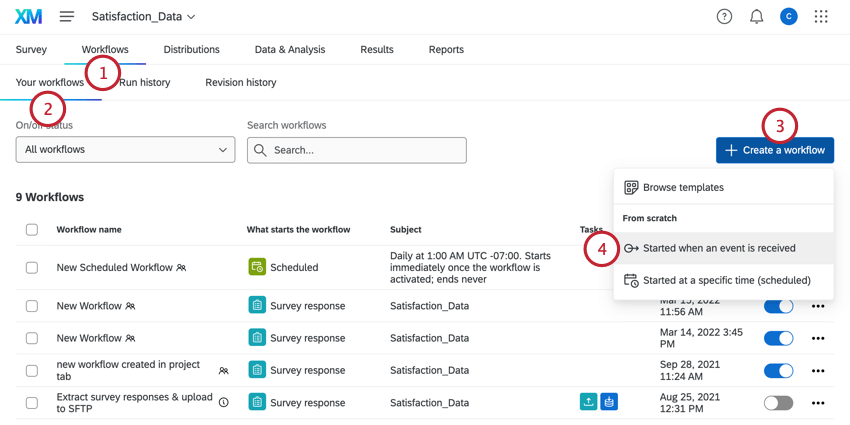 XM Satisfaction_Data C
Survey Workflows Distributions Data & Analysis Results Reports
1
Your workflows Run history Revision history
2
On/off status Search workflows
3
All workflows Search... Create a workflow
Browse templates
9 Workflows
From scratch
Workflow name What starts the workflow Subject Tasks
4
Started when an event is received
New Scheduled Workflow Scheduled Daily at 1:00 AM UTC -07:00. Starts
immediately once the workflow is
activated; ends never
Started at a specific time (scheduled)
New Workflow Survey response Satisfaction_Data Mar 15, 2022
11:56 AM
New Workflow Survey response Satisfaction_Data Mar 14, 2022 3:45
PM
new workflow created in project
tab
Survey response Satisfaction_Data Sep 28, 2021
11:24 AM
Extract survey responses & upload
to SFTP
Survey response Satisfaction_Data Aug 25, 2021
12:31 PM